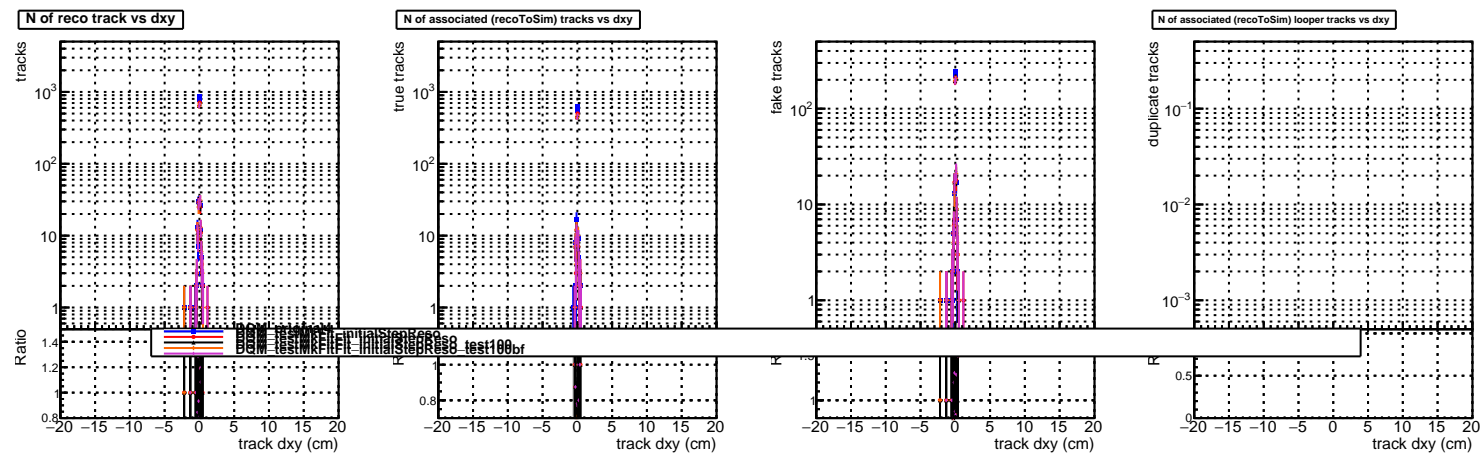 N of reco track vs dxy
N of associated (recoToSim) tracks vs dxy
N of associated (recoToSim) looper tracks vs dxy
tracks
10³
10²
10
1
Ratio
1.4
1.2
1
0.8
−20 −15 −10 −5 0 5 10 15 20
track dxy (cm)
true tracks
10³
10²
10
1
1
0.8
−20 −15 −10 −5 0 5 10 15 20
track dxy (cm)
fake tracks
10²
10
1
1
−20 −15 −10 −5 0 5 10 15 20
track dxy (cm)
duplicate tracks
10⁻¹
10⁻²
10⁻³
0.5
0
−20 −15 −10 −5 0 5 10 15 20
track dxy (cm)
DQM_testMkFitFit_initialStepReso_test100bf